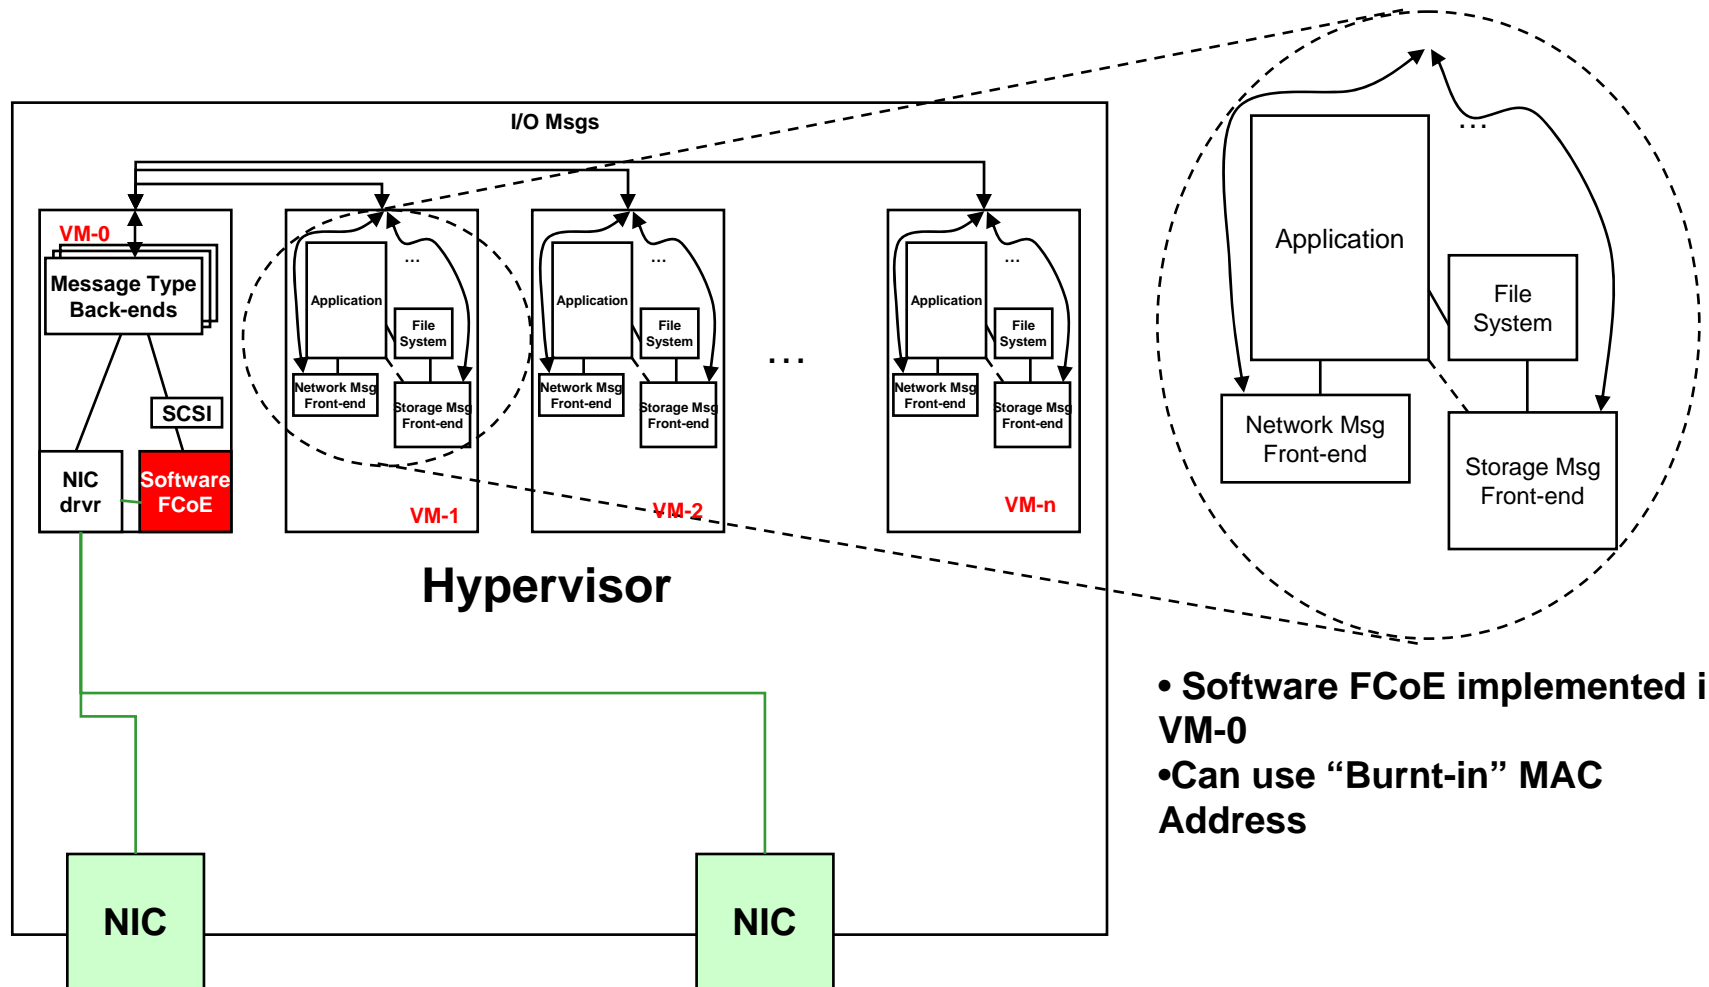 I/O Msgs
VM-0
Message Type
Back-ends
SCSI
NIC
drvr
Software
FCoE
...
Application
File
System
Network Msg
Front-end
Storage Msg
Front-end
VM-1
...
Application
File
System
Network Msg
Front-end
Storage Msg
Front-end
VM-2
...
...
Application
File
System
Network Msg
Front-end
Storage Msg
Front-end
VM-n
Hypervisor
NIC
NIC
...
Application
File
System
Network Msg
Front-end
Storage Msg
Front-end
• Software FCoE implemented i
VM-0
•Can use “Burnt-in” MAC
Address